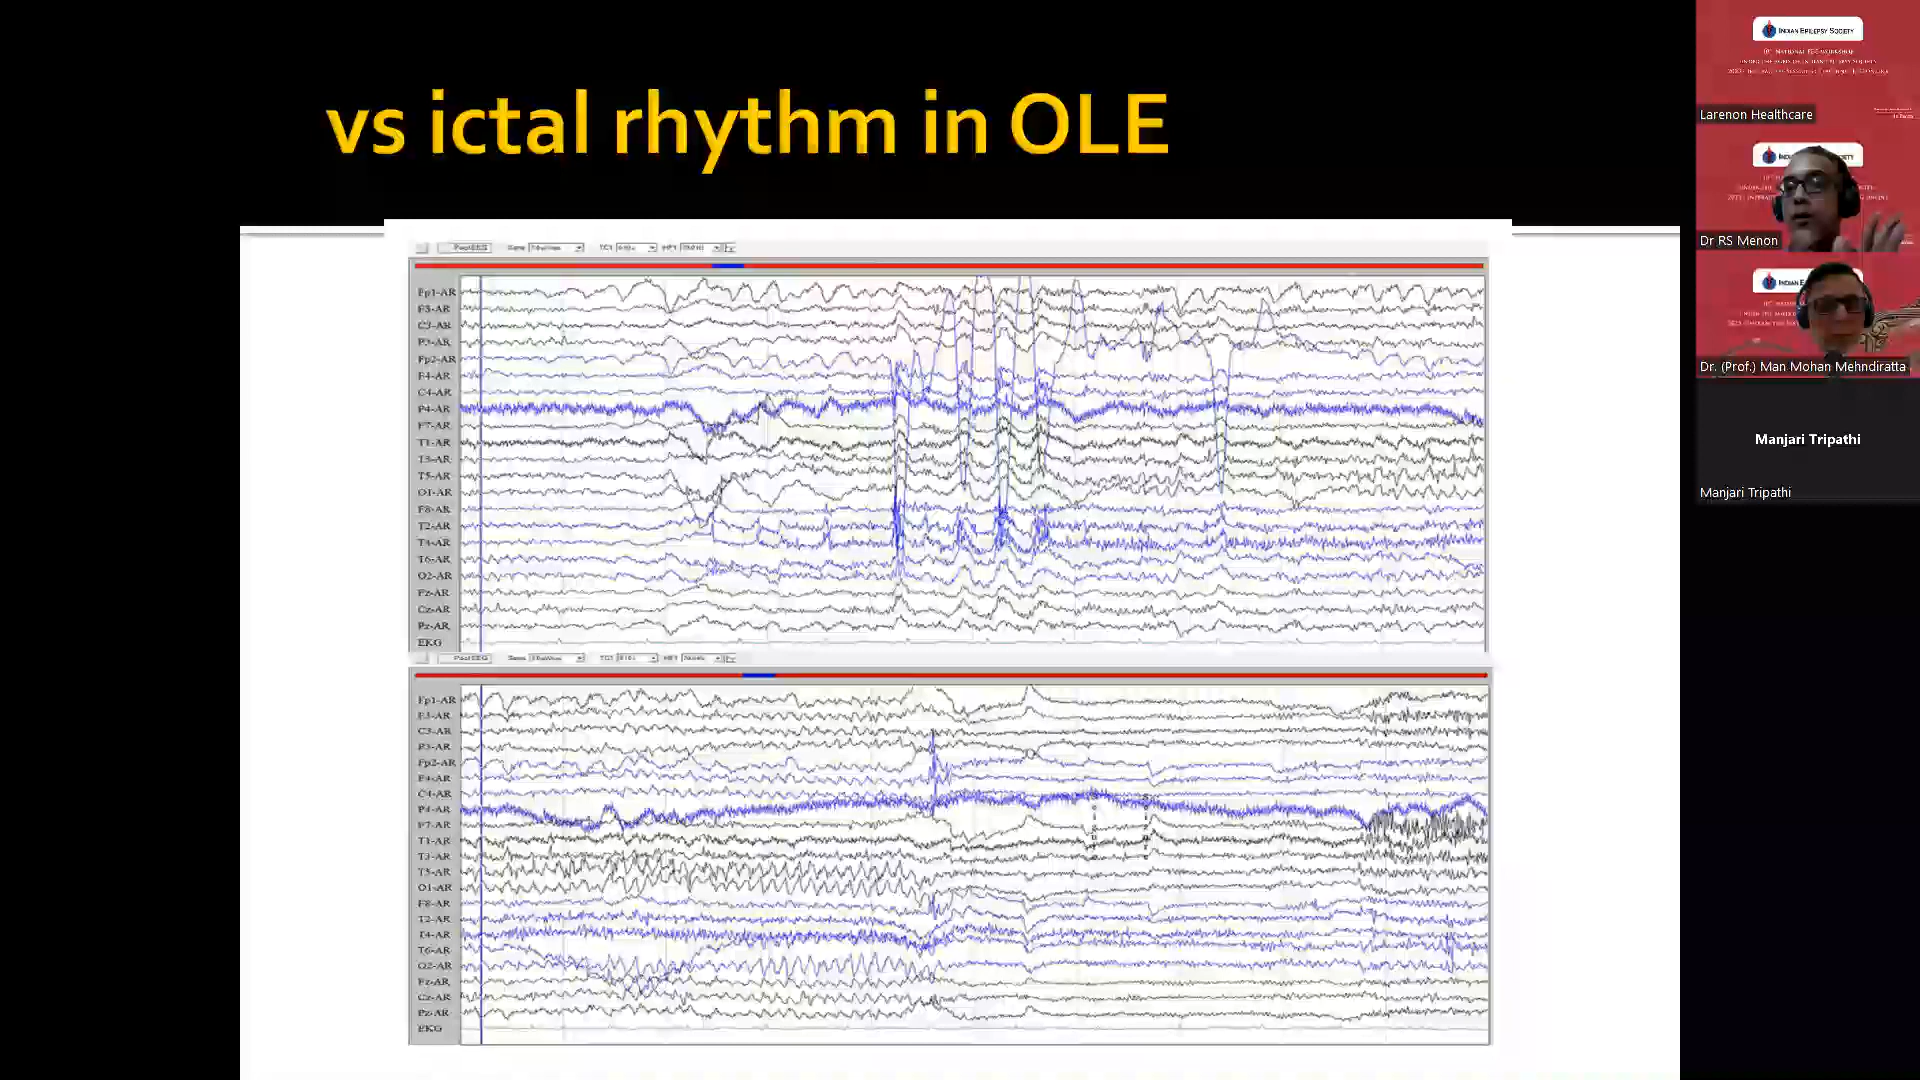 vs ictal rhythm in OLE
Fp1-AR
F3-AR
C3-AR
P3-AR
Fp2-AR
F4-AR
C4-AR
P4-AR
F7-AR
T1-AR
T3-AR
T5-AR
O1-AR
F8-AR
T2-AR
T4-AR
T6-AR
O2-AR
Fz-AR
Cz-AR
Pz-AR
EKG
Fp1-AR
F3-AR
C3-AR
P3-AR
Fp2-AR
F4-AR
C4-AR
P4-AR
F7-AR
T1-AR
T3-AR
T5-AR
O1-AR
F8-AR
T2-AR
T4-AR
T6-AR
O2-AR
Fz-AR
Cz-AR
Pz-AR
EKG
INDIAN EPILEPSY SOCIETY
Larenon Healthcare
Dr RS Menon
Dr. (Prof.) Man Mohan Mehndiratta
Manjari Tripathi
Manjari Tripathi